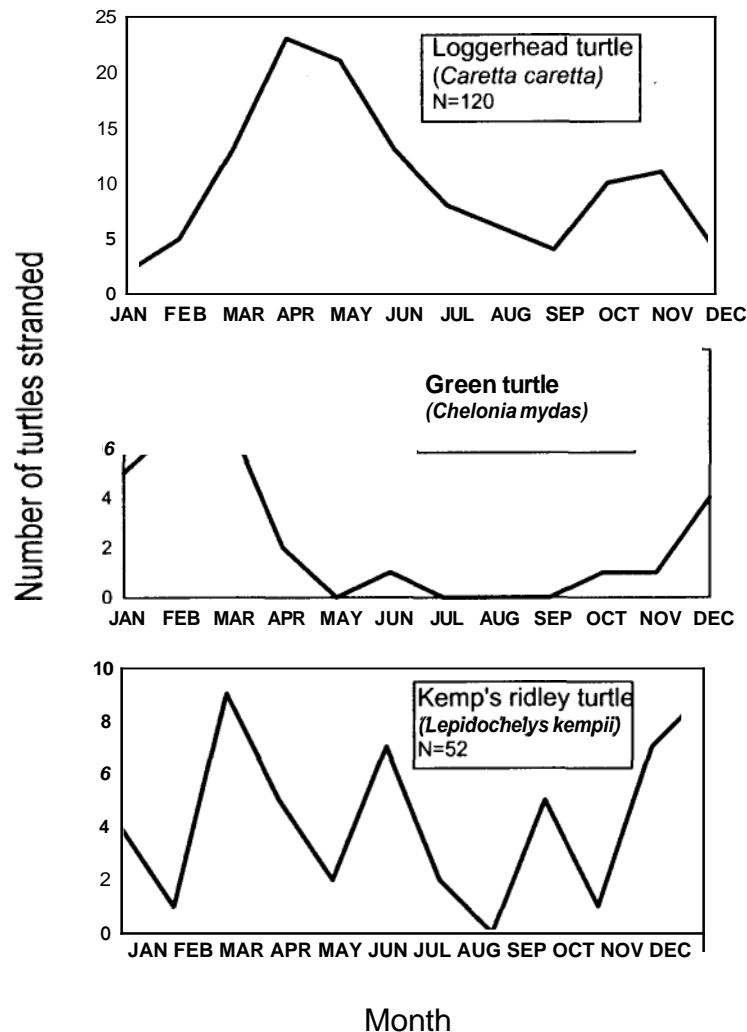 Number of turtles stranded
25
20
15
10
5
0
Loggerhead turtle
(Caretta caretta)
N=120
JAN FEB MAR APR MAY JUN JUL AUG SEP OCT NOV DEC
Green turtle
(Chelonia mydas)
6
4
2
0
JAN FEB MAR APR MAY JUN JUL AUG SEP OCT NOV DEC
10
8
6
4
2
0
Kemp's ridley turtle
(Lepidochelys kempii)
N=52
JAN FEB MAR APR MAY JUN JUL AUG SEP OCT NOV DEC
Month